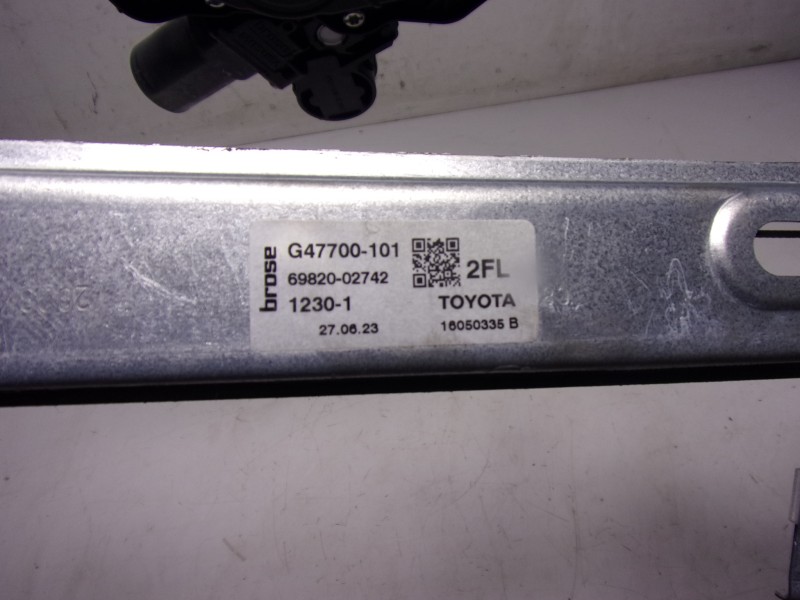 brose
G47700-101
69820-02742
2FL
1230-1
TOYOTA
27.06.23
16050335 B